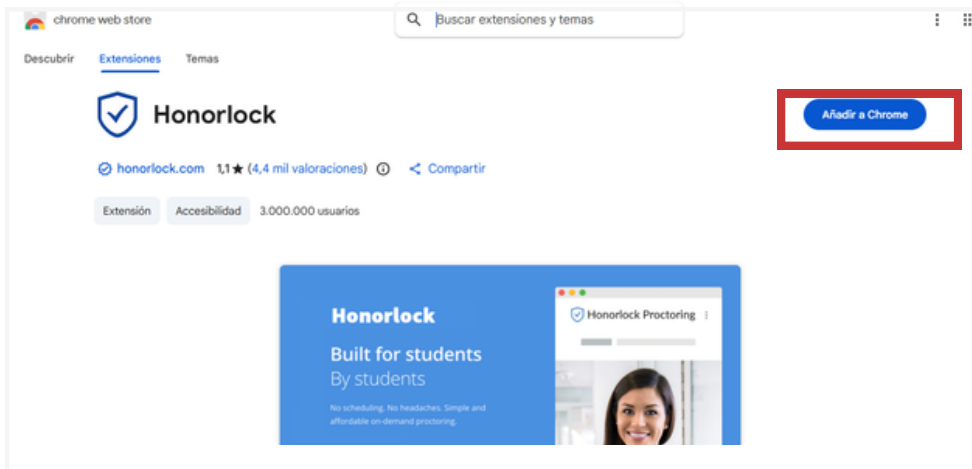 chrome web store
Buscar extensiones y temas
Descubrir Extensiones Temas
Honorlock
Añadir a Chrome
honorlock.com 1,1★ (4,4 mil valoraciones) Compartir
Extensión Accesibilidad 3.000.000 usuarios
Honorlock
Honorlock Proctoring
Built for students
By students
No scheduling. No headaches. Simple and
affordable on-demand proctoring.